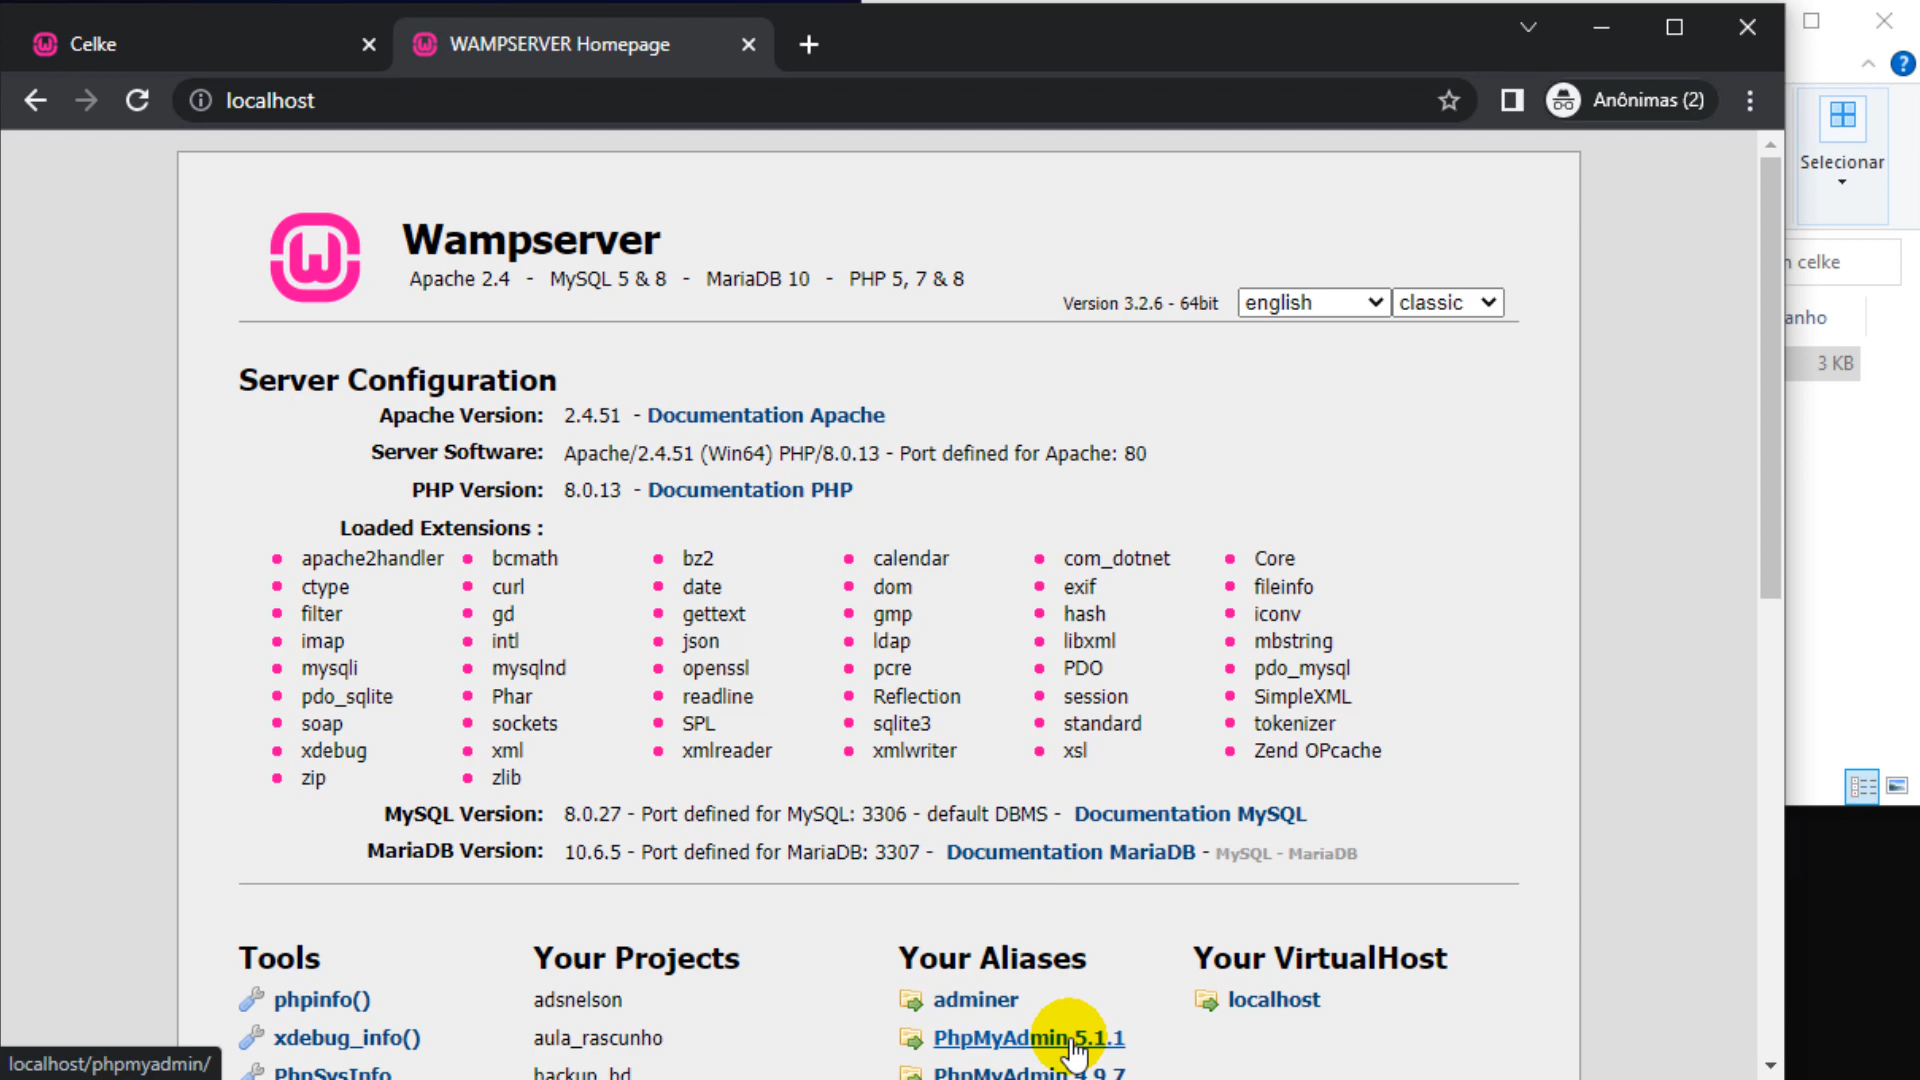 Celke
WAMPSERVER Homepage
localhost
Anônimas (2)
Selecionar
celke
anho
3 KB
Wampserver
Apache 2.4 - MySQL 5 & 8 - MariaDB 10 - PHP 5, 7 & 8
Version 3.2.6 - 64bit english classic
Server Configuration
Apache Version: 2.4.51 - Documentation Apache
Server Software: Apache/2.4.51 (Win64) PHP/8.0.13 - Port defined for Apache: 80
PHP Version: 8.0.13 - Documentation PHP
Loaded Extensions :
apache2handler bcmath bz2 calendar com_dotnet Core
ctype curl date dom exif fileinfo
filter gd gettext gmp hash iconv
imap intl json ldap libxml mbstring
mysqli mysqlnd openssl pcre PDO pdo_mysql
pdo_sqlite Phar readline Reflection session SimpleXML
soap sockets SPL sqlite3 standard tokenizer
xdebug xml xmlreader xmlwriter xsl Zend OPcache
zip zlib
MySQL Version: 8.0.27 - Port defined for MySQL: 3306 - default DBMS - Documentation MySQL
MariaDB Version: 10.6.5 - Port defined for MariaDB: 3307 - Documentation MariaDB - MySQL - MariaDB
Tools Your Projects Your Aliases Your VirtualHost
phpinfo() adsnelson adminer localhost
xdebug_info() aula_rascunho PhpMyAdmin 5.1.1
PhpSysInfo backup_bd PhpMyAdmin 4.9.7
localhost/phpmyadmin/